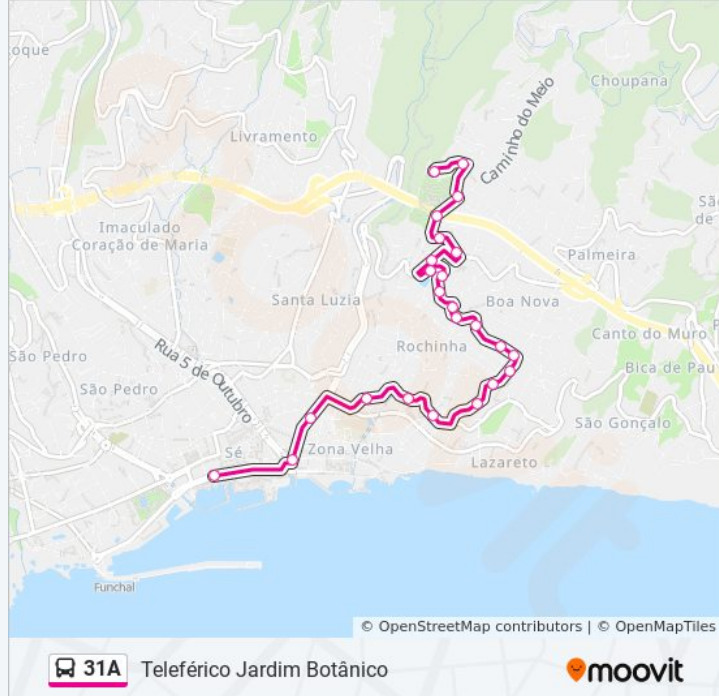 oque
Choupana
Livramento
Caminho do Meio
Imaculado
Coração de Maria
Sã
de
Palmeira
Santa Luzia
Boa Nova
Canto do Muro
Rochinha
São Pedro
Rua 5 de Outubro
Bica de Pau
São Pedro
São Gonçalo
Sé
Zona Velha
Lazareto
Funchal
© OpenStreetMap contributors | © OpenMapTiles
31A Teleférico Jardim Botânico
moovit